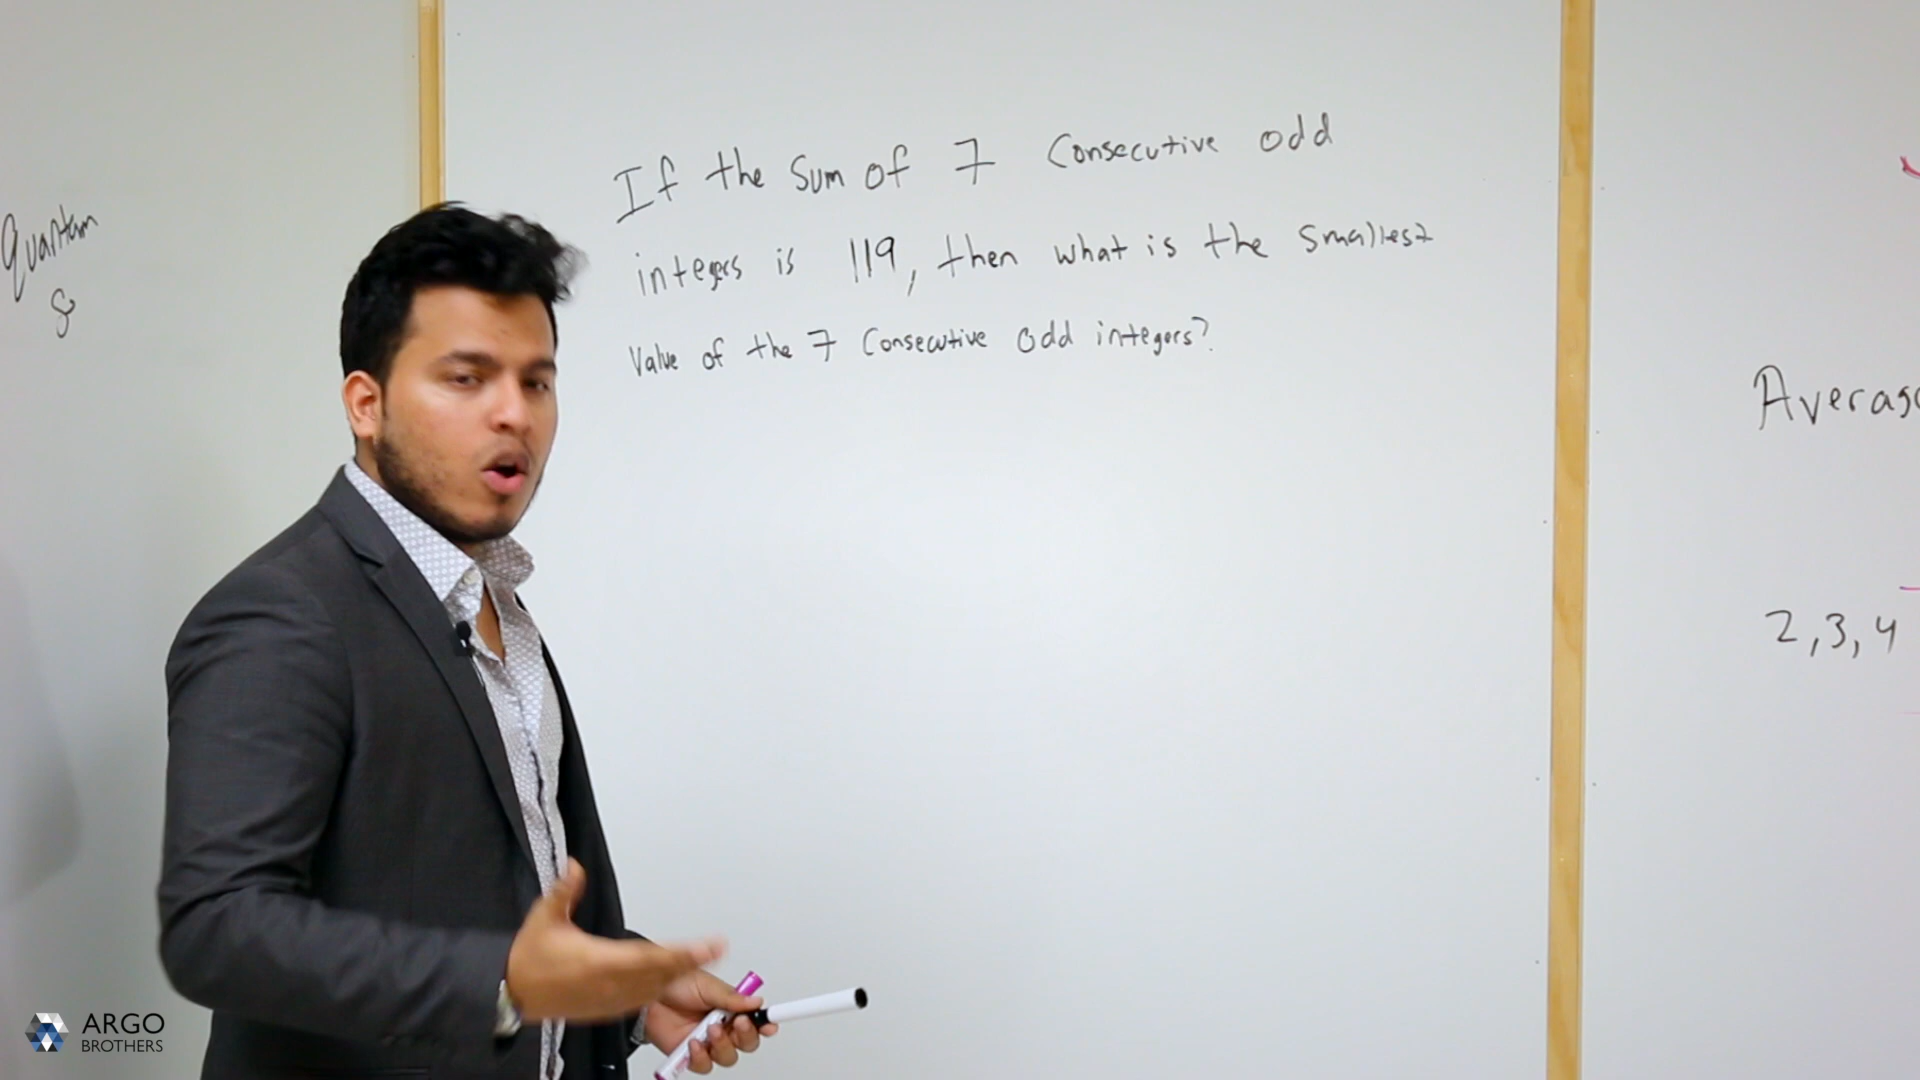 Quantum
8
If the sum of 7 Consecutive odd
integers is 119, then what is the smallest
Value of the 7 Consecutive odd integers?
Average
2,3,4
ARGO
BROTHERS